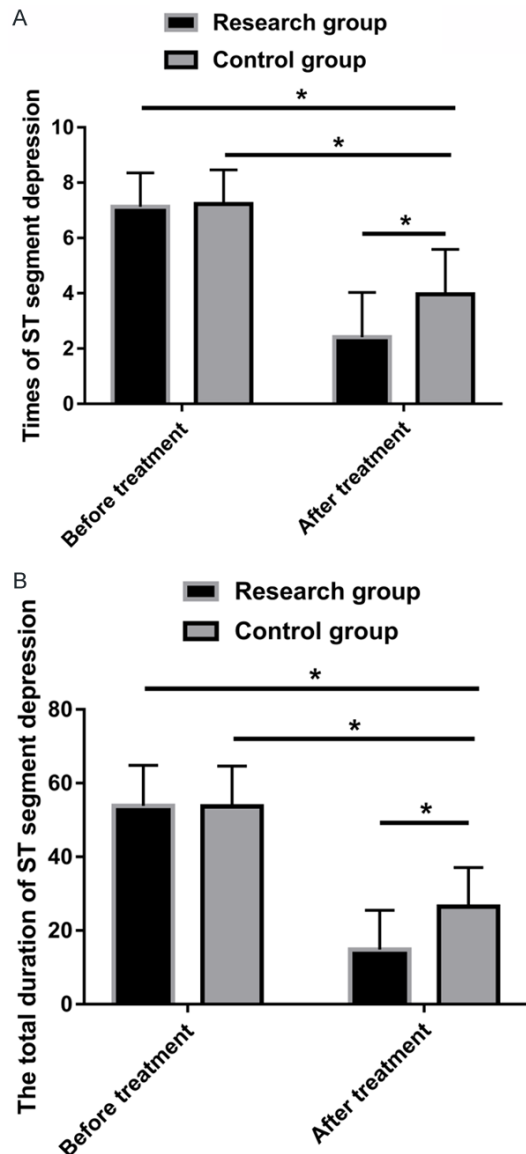 A
Research group
Control group
*
*
*
10
8
6
4
2
0
Times of ST segment depression
Before treatment
After treatment
B
Research group
Control group
*
*
*
80
60
40
20
0
The total duration of ST segment depression
Before treatment
After treatment